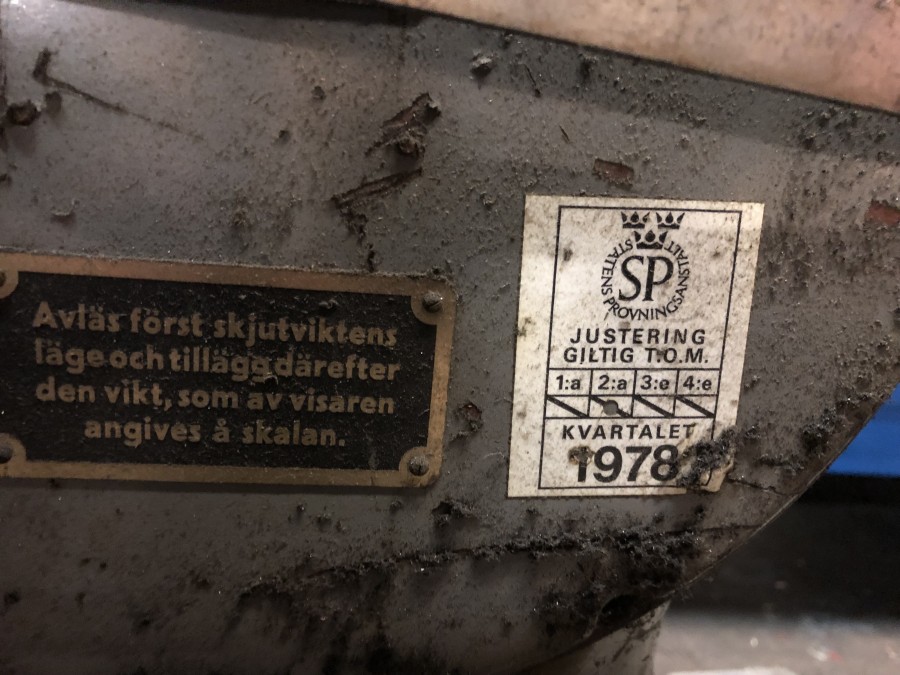 Avläs först skjutviktens
läge och tillägg därefter
den vikt, som av visaren
angives å skalan.
STATENS PROVNINGSANSTALT
SP
JUSTERING
GILTIG T.O.M.
1:a 2:a 3:e 4:e
KVARTALET
1978